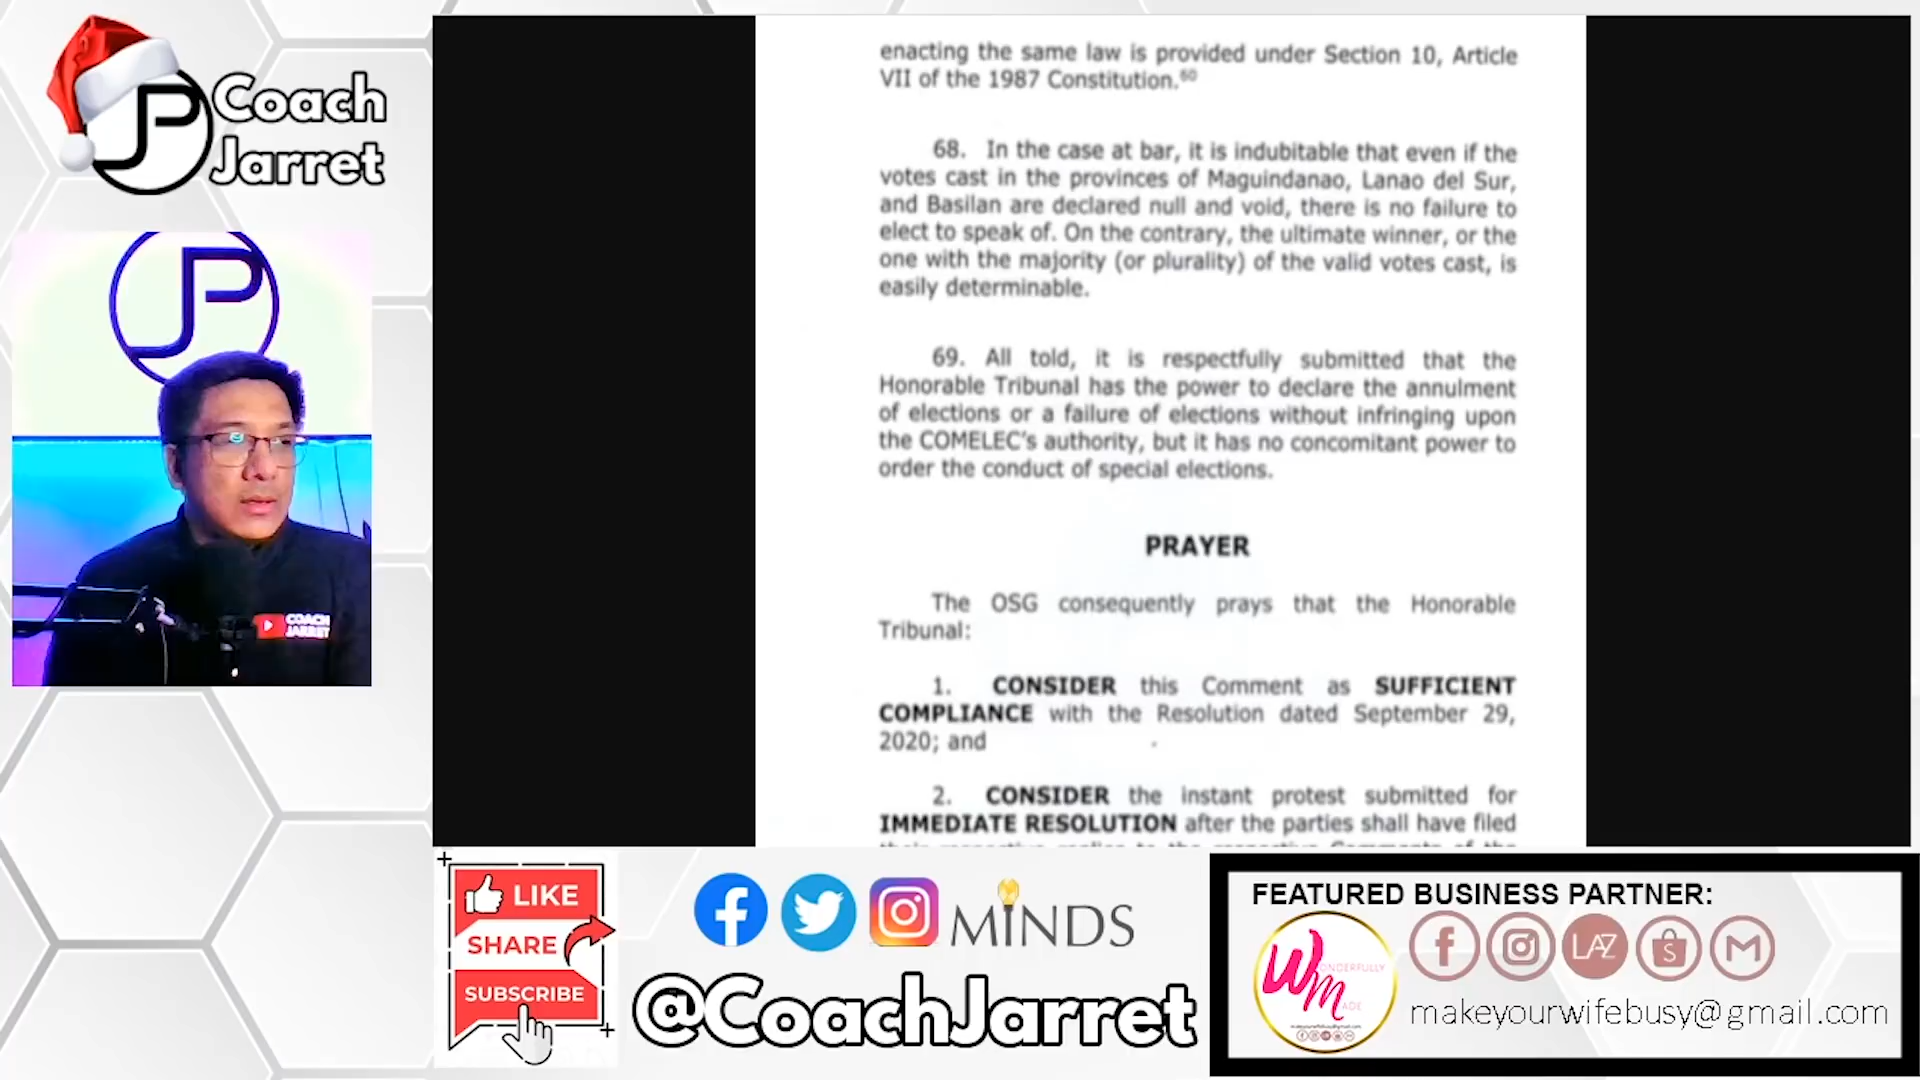 Coach
Jarret
JP
COACH
JARRET
enacting the same law is provided under Section 10, Article
VII of the 1987 Constitution.60
68. In the case at bar, it is indubitable that even if the
votes cast in the provinces of Maguindanao, Lanao del Sur,
and Basilan are declared null and void, there is no failure to
elect to speak of. On the contrary, the ultimate winner, or the
one with the majority (or plurality) of the valid votes cast, is
easily determinable.
69. All told, it is respectfully submitted that the
Honorable Tribunal has the power to declare the annulment
of elections or a failure of elections without infringing upon
the COMELEC's authority, but it has no concomitant power to
order the conduct of special elections.
PRAYER
The OSG consequently prays that the Honorable
Tribunal:
1. CONSIDER this Comment as SUFFICIENT
COMPLIANCE with the Resolution dated September 29,
2020; and
2. CONSIDER the instant protest submitted for
IMMEDIATE RESOLUTION after the parties shall have filed
LIKE
SHARE
SUBSCRIBE
MINDS
@CoachJarret
FEATURED BUSINESS PARTNER:
WONDERFULLY
MADE
LAZ
makeyourwifebusy@gmail.com